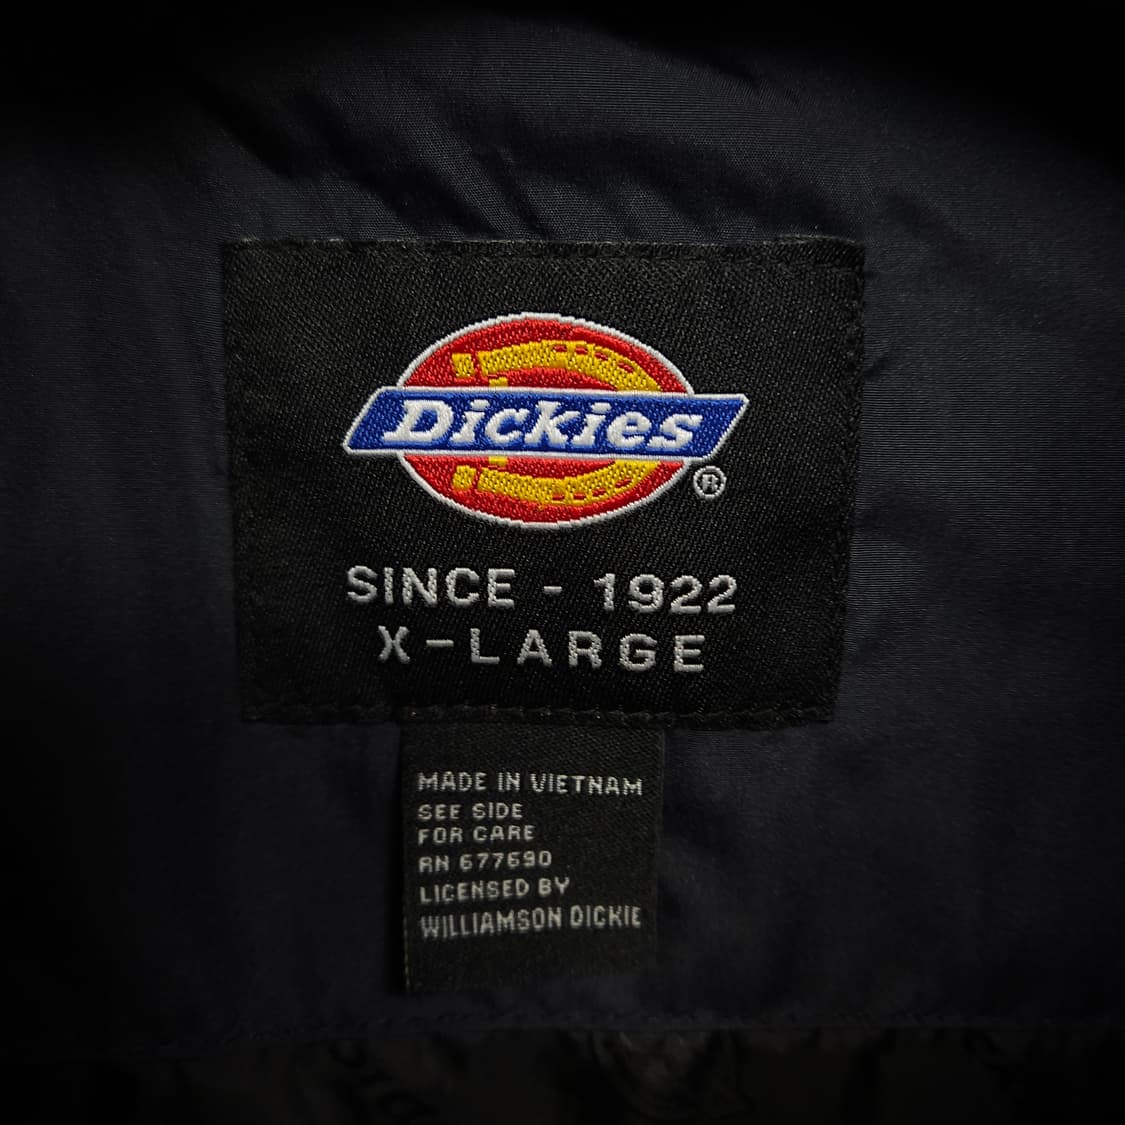 Dickies
®
SINCE - 1922
X-LARGE
MADE IN VIETNAM
SEE SIDE
FOR CARE
RN 677690
LICENSED BY
WILLIAMSON DICKIE